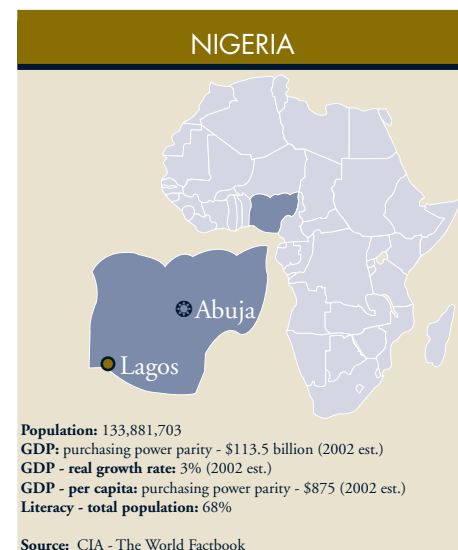 NIGERIA
Abuja
Lagos
Population: 133,881,703
GDP: purchasing power parity - $113.5 billion (2002 est.)
GDP - real growth rate: 3% (2002 est.)
GDP - per capita: purchasing power parity - $875 (2002 est.)
Literacy - total population: 68%
Source: CIA - The World Factbook